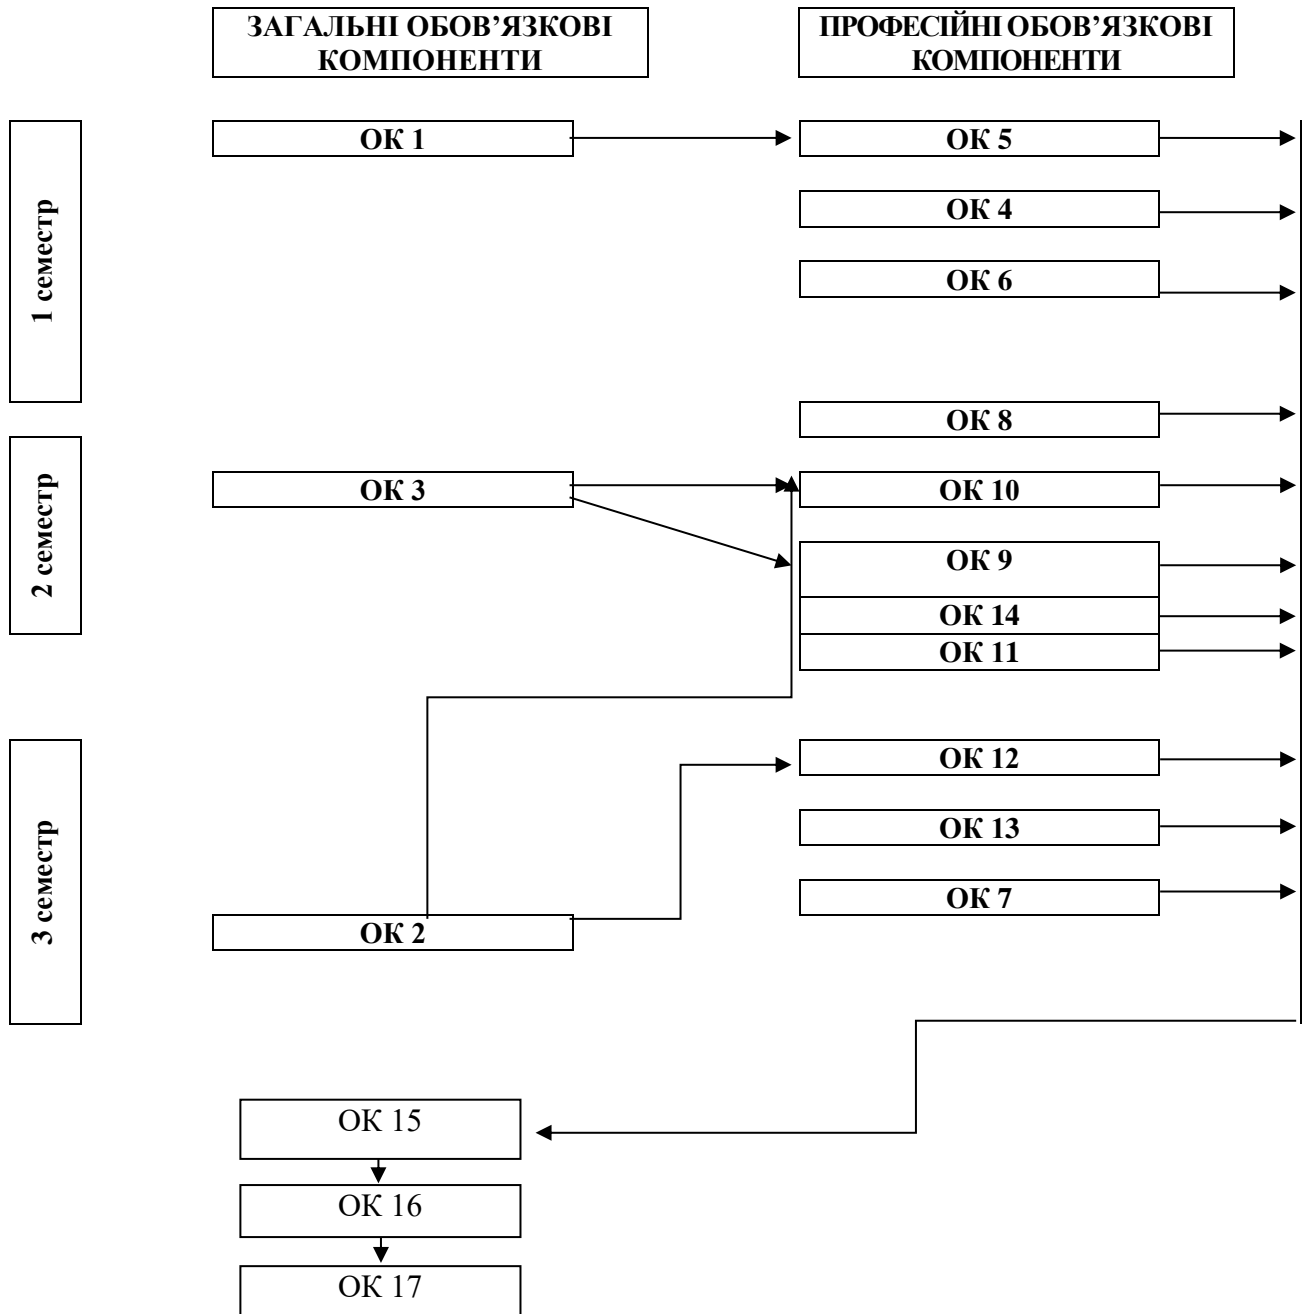 ЗАГАЛЬНІ ОБОВ’ЯЗКОВІ
КОМПОНЕНТИ
ПРОФЕСІЙНІ ОБОВ’ЯЗКОВІ
КОМПОНЕНТИ
1 семестр
ОК 1
ОК 5
ОК 4
ОК 6
ОК 8
2 семестр
ОК 3
ОК 10
ОК 9
ОК 14
ОК 11
3 семестр
ОК 12
ОК 13
ОК 7
ОК 2
ОК 15
ОК 16
ОК 17